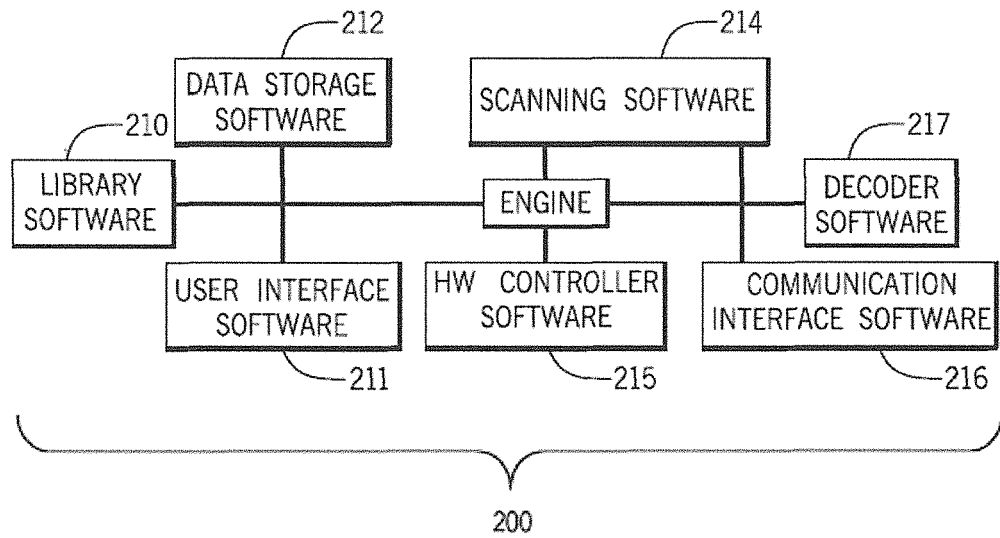 212
214
DATA STORAGE
SOFTWARE
SCANNING SOFTWARE
210
217
LIBRARY
SOFTWARE
ENGINE
DECODER
SOFTWARE
USER INTERFACE
SOFTWARE
HW CONTROLLER
SOFTWARE
COMMUNICATION
INTERFACE SOFTWARE
211
215
216
200